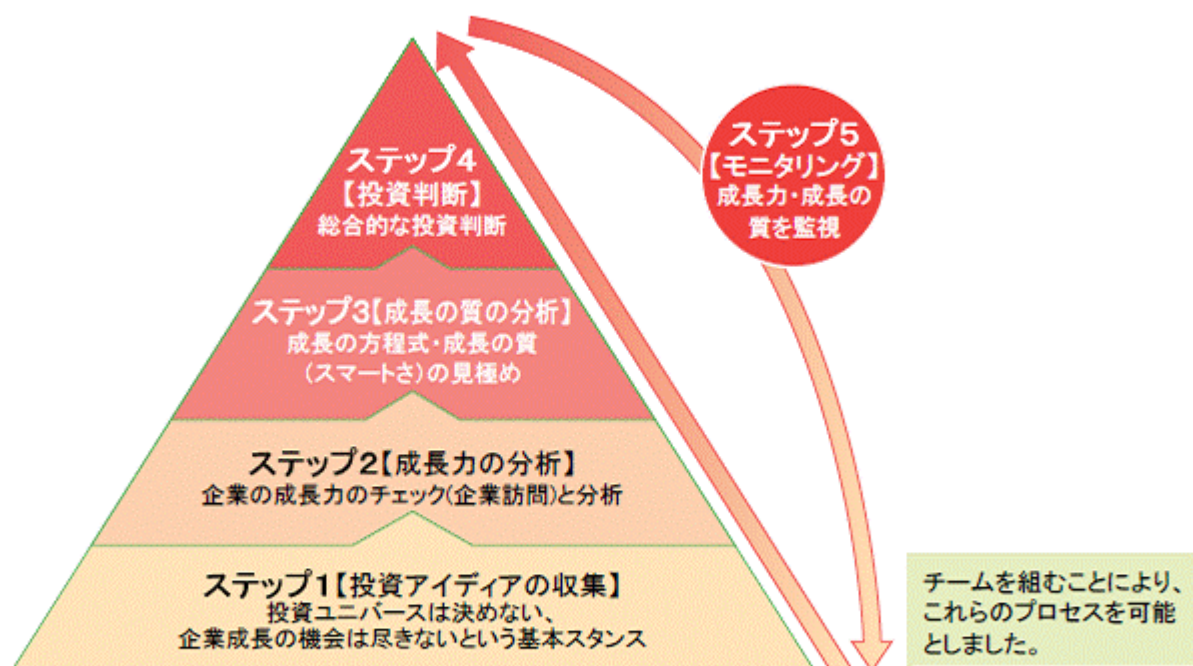 ステップ4
【投資判断】
総合的な投資判断
ステップ5
【モニタリング】
成長力・成長の
質を監視
ステップ3【成長の質の分析】
成長の方程式・成長の質
(スマートさ)の見極め
ステップ2【成長力の分析】
企業の成長力のチェック(企業訪問)と分析
ステップ1【投資アイディアの収集】
投資ユニバースは決めない、
企業成長の機会は尽きないという基本スタンス
チームを組むことにより、
これらのプロセスを可能
としました。